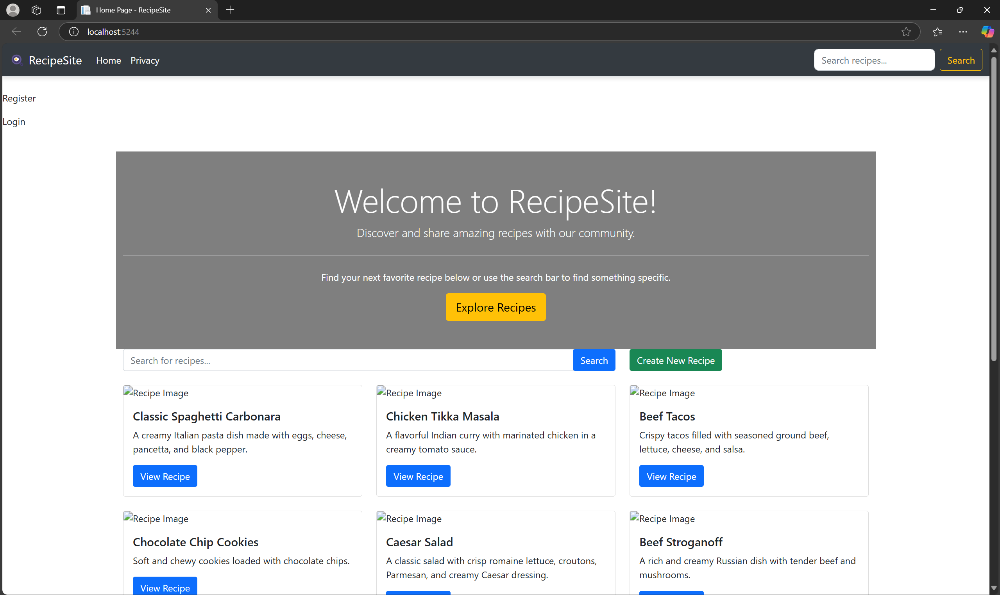 Home Page - RecipeSite
localhost:5244
RecipeSite Home Privacy Search recipes... Search
Register
Login
Welcome to RecipeSite!
Discover and share amazing recipes with our community.
Find your next favorite recipe below or use the search bar to find something specific.
Explore Recipes
Search for recipes... Search Create New Recipe
Recipe Image
Classic Spaghetti Carbonara
A creamy Italian pasta dish made with eggs, cheese,
pancetta, and black pepper.
View Recipe
Recipe Image
Chicken Tikka Masala
A flavorful Indian curry with marinated chicken in a
creamy tomato sauce.
View Recipe
Recipe Image
Beef Tacos
Crispy tacos filled with seasoned ground beef,
lettuce, cheese, and salsa.
View Recipe
Recipe Image
Chocolate Chip Cookies
Soft and chewy cookies loaded with chocolate chips.
View Recipe
Recipe Image
Caesar Salad
A classic salad with crisp romaine lettuce, croutons,
Parmesan, and creamy Caesar dressing.
Recipe Image
Beef Stroganoff
A rich and creamy Russian dish with tender beef and
mushrooms.